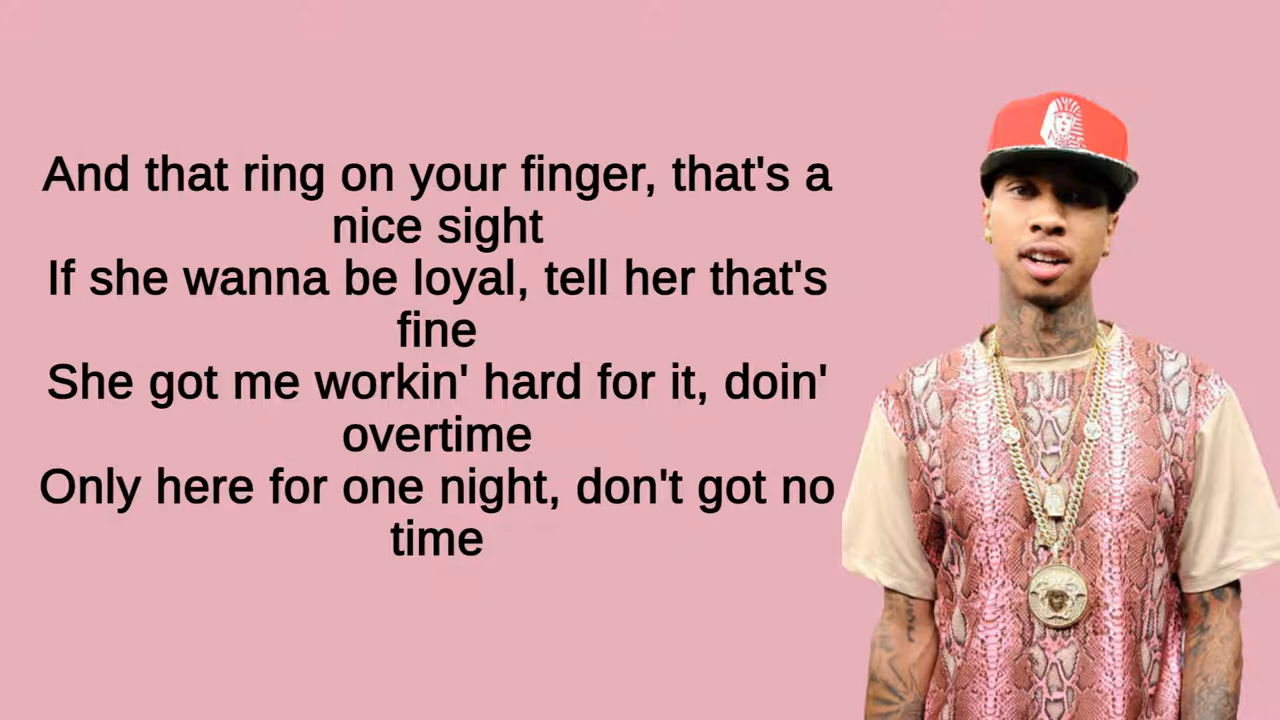 And that ring on your finger, that's a
nice sight
If she wanna be loyal, tell her that's
fine
She got me workin' hard for it, doin'
overtime
Only here for one night, don't got no
time